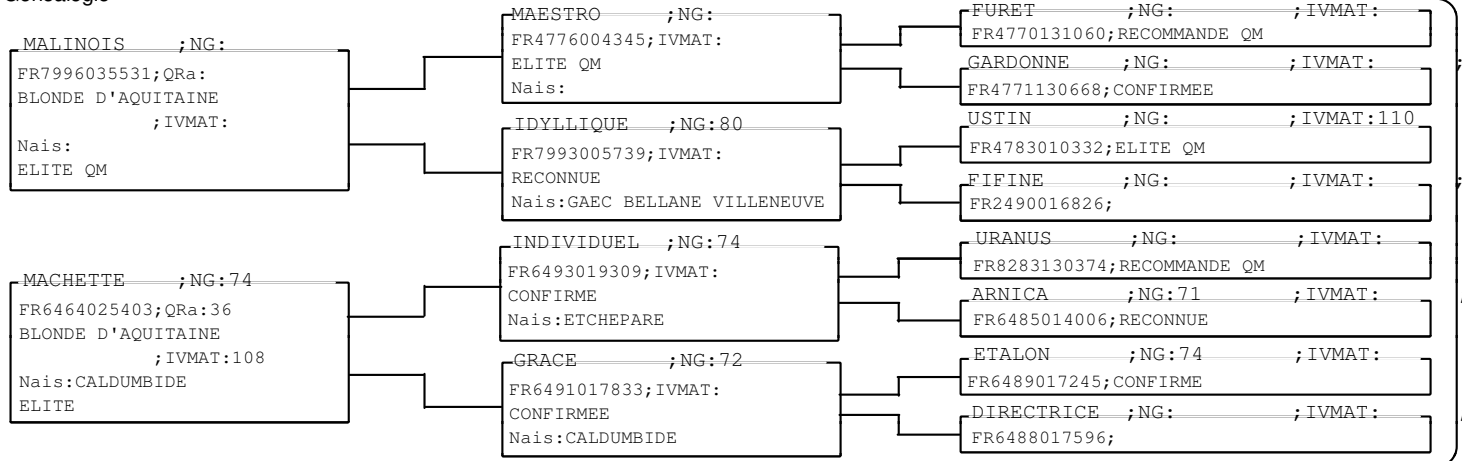 Généalogie
MALINOIS ;NG:
FR7996035531;QRa:
BLONDE D'AQUITAINE
;IVMAT:
Nais:
ELITE QM
MACHETTE ;NG:74
FR6464025403;QRa:36
BLONDE D'AQUITAINE
;IVMAT:108
Nais:CALDUMBIDE
ELITE
MAESTRO ;NG:
FR4776004345;IVMAT:
ELITE QM
Nais:
IDYLLIQUE ;NG:80
FR7993005739;IVMAT:
RECONNUE
Nais:GAEC BELLANE VILLENEUVE
INDIVIDUEL ;NG:74
FR6493019309;IVMAT:
CONFIRME
Nais:ETCHEPARE
GRACE ;NG:72
FR6491017833;IVMAT:
CONFIRMEE
Nais:CALDUMBIDE
FURET ;NG: ;IVMAT:
FR4770131060;RECOMMANDE QM
GARDONNE ;NG: ;IVMAT: ;
FR4771130668;CONFIRMEE
USTIN ;NG: ;IVMAT:110
FR4783010332;ELITE QM
FIFINE ;NG: ;IVMAT: ;
FR2490016826;
URANUS ;NG: ;IVMAT:
FR8283130374;RECOMMANDE QM
ARNICA ;NG:71 ;IVMAT:
FR6485014006;RECONNUE
ETALON ;NG:74 ;IVMAT:
FR6489017245;CONFIRME
DIRECTRICE ;NG: ;IVMAT:
FR6488017596;